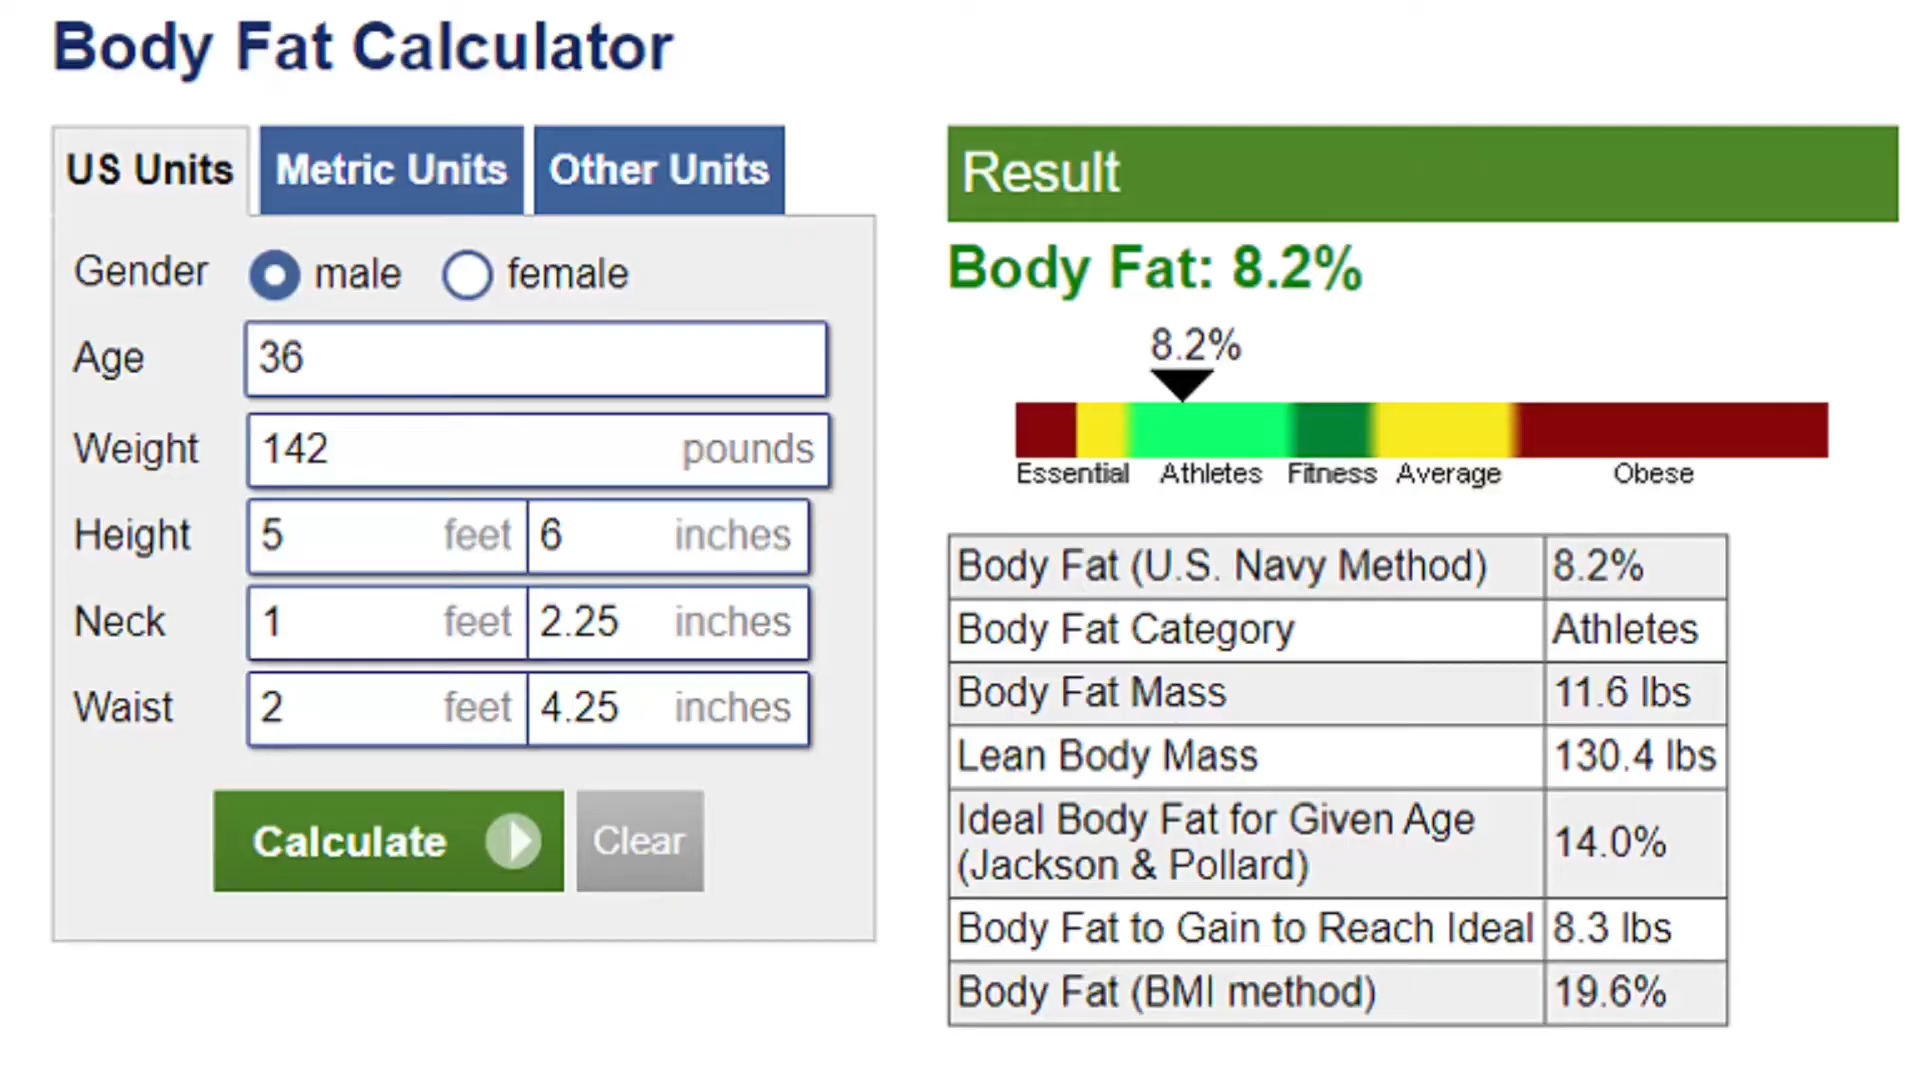 Body Fat Calculator
US Units Metric Units Other Units
Gender male female
Age 36
Weight 142 pounds
Height 5 feet 6 inches
Neck 1 feet 2.25 inches
Waist 2 feet 4.25 inches
Calculate Clear
Result
Body Fat: 8.2%
8.2%
Essential Athletes Fitness Average Obese
Body Fat (U.S. Navy Method) 8.2%
Body Fat Category Athletes
Body Fat Mass 11.6 lbs
Lean Body Mass 130.4 lbs
Ideal Body Fat for Given Age
(Jackson & Pollard) 14.0%
Body Fat to Gain to Reach Ideal 8.3 lbs
Body Fat (BMI method) 19.6%